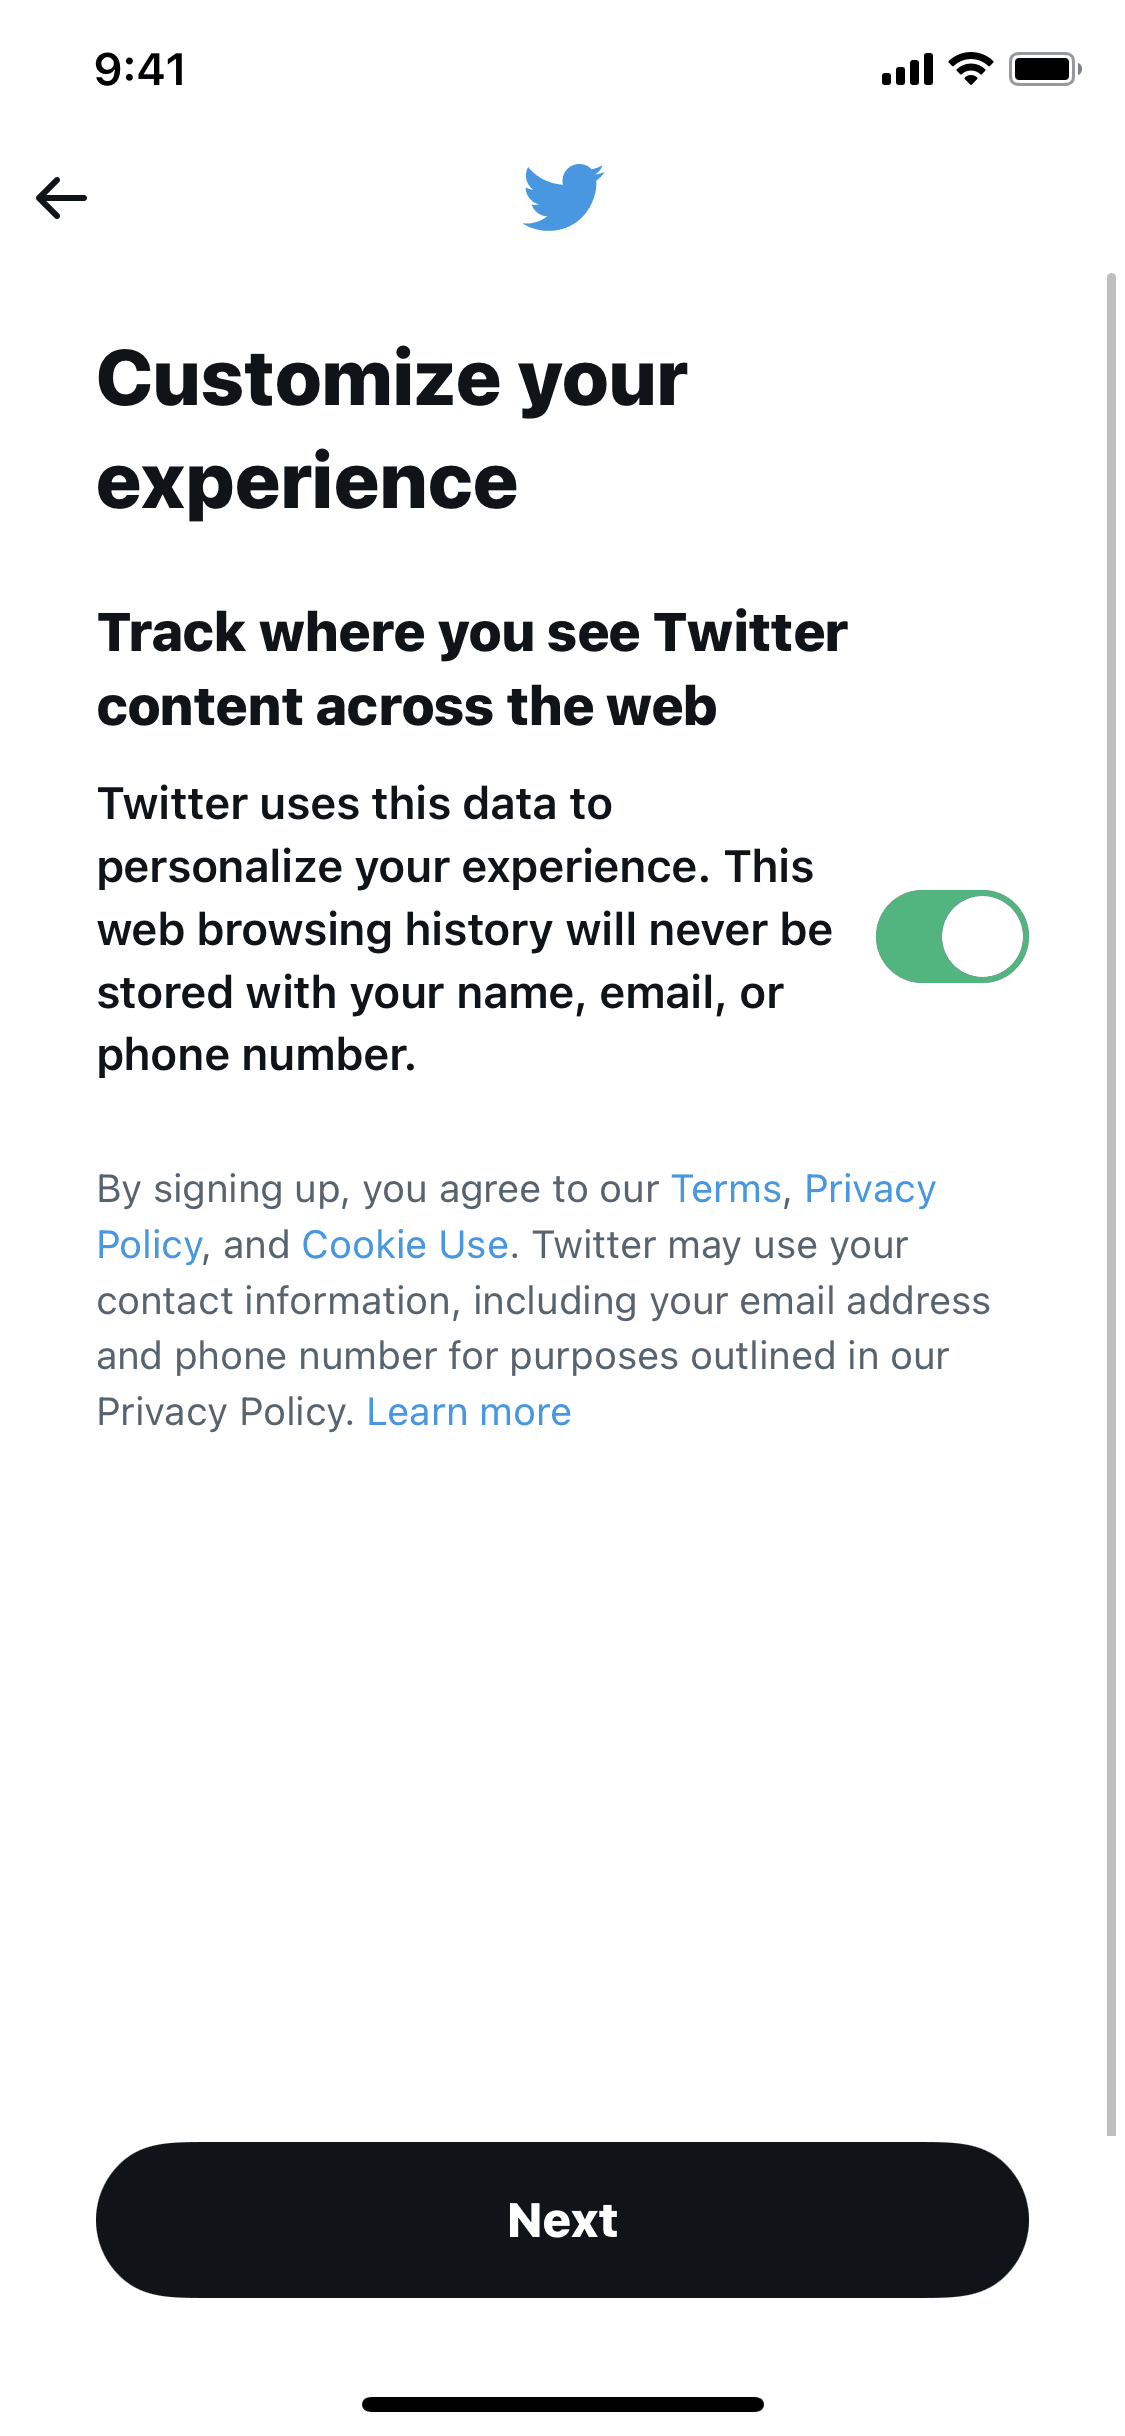 9:41
Customize your
experience
Track where you see Twitter
content across the web
Twitter uses this data to
personalize your experience. This
web browsing history will never be
stored with your name, email, or
phone number.
By signing up, you agree to our Terms, Privacy
Policy, and Cookie Use. Twitter may use your
contact information, including your email address
and phone number for purposes outlined in our
Privacy Policy. Learn more
Next